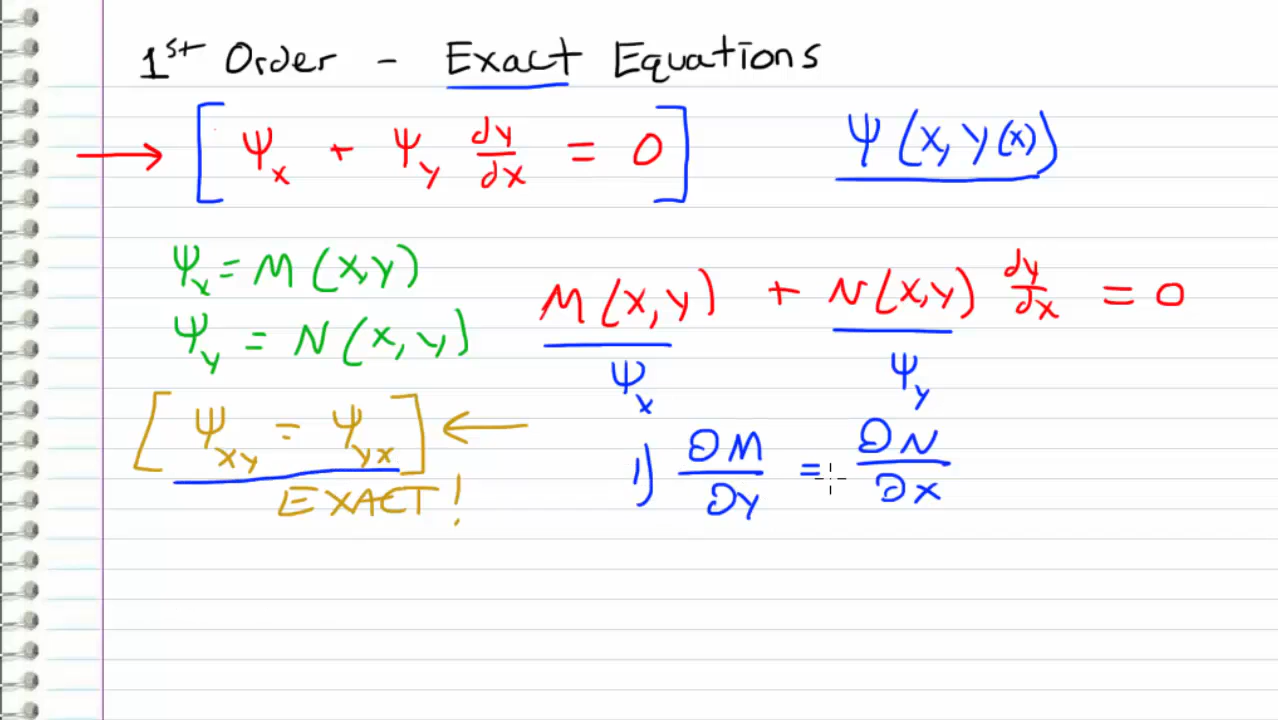 1st Order - Exact Equations
[ Ψx + Ψy dy/dx = 0 ]
Ψ(x, y(x))
Ψx = M(x,y)
Ψy = N(x,y)
[ Ψxy = Ψyx ] ←
EXACT!
M(x,y) + N(x,y) dy/dx = 0
Ψx Ψy
1) ∂M/∂y = ∂N/∂x